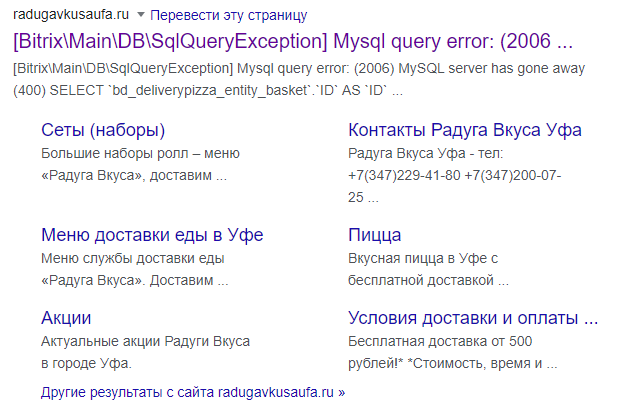 radugavkusaufa.ru ▾ Перевести эту страницу
[Bitrix\Main\DB\SqlQueryException] Mysql query error: (2006 ...
[Bitrix\Main\DB\SqlQueryException] Mysql query error: (2006) MySQL server has gone away
(400) SELECT `bd_deliverypizza_entity_basket`.`ID` AS `ID` ...
Сеты (наборы)
Большие наборы ролл – меню
«Радуга Вкуса», доставим ...
Контакты Радуга Вкуса Уфа
Радуга Вкуса Уфа - тел:
+7(347)229-41-80 +7(347)200-07-
25 ...
Меню доставки еды в Уфе
Меню службы доставки еды
«Радуга Вкуса». Доставим ...
Пицца
Вкусная пицца в Уфе с
бесплатной доставкой ...
Акции
Актуальные акции Радуги Вкуса
в городе Уфа.
Условия доставки и оплаты ...
Бесплатная доставка от 500
рублей!* *Стоимость, время и ...
Другие результаты с сайта radugavkusaufa.ru »